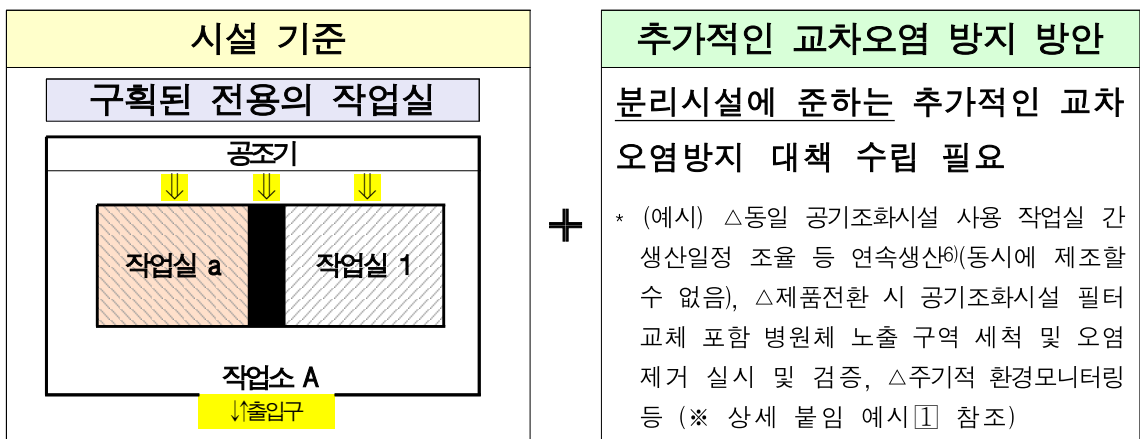 시설 기준
구획된 전용의 작업실
공조기
⇓ ⇓ ⇓
작업실 a
작업실 1
작업소 A
↓↑출입구
+
추가적인 교차오염 방지 방안
분리시설에 준하는 추가적인 교차
오염방지 대책 수립 필요
* (예시) △동일 공기조화시설 사용 작업실 간
생산일정 조율 등 연속생산6)(동시에 제조할
수 없음), △제품전환 시 공기조화시설 필터
교체 포함 병원체 노출 구역 세척 및 오염
제거 실시 및 검증, △주기적 환경모니터링
등 (※ 상세 붙임 예시 1 참조)